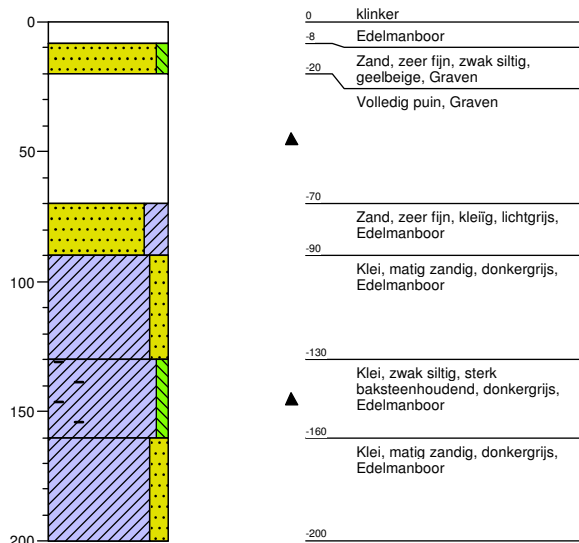 0
50
100
150
200
0
klinker
-8
Edelmanboor
-20
Zand, zeer fijn, zwak siltig,
geelbeige, Graven
Volledig puin, Graven
-70
Zand, zeer fijn, kleiïg, lichtgrijs,
Edelmanboor
-90
Klei, matig zandig, donkergrijs,
Edelmanboor
-130
Klei, zwak siltig, sterk
baksteenhoudend, donkergrijs,
Edelmanboor
-160
Klei, matig zandig, donkergrijs,
Edelmanboor
-200